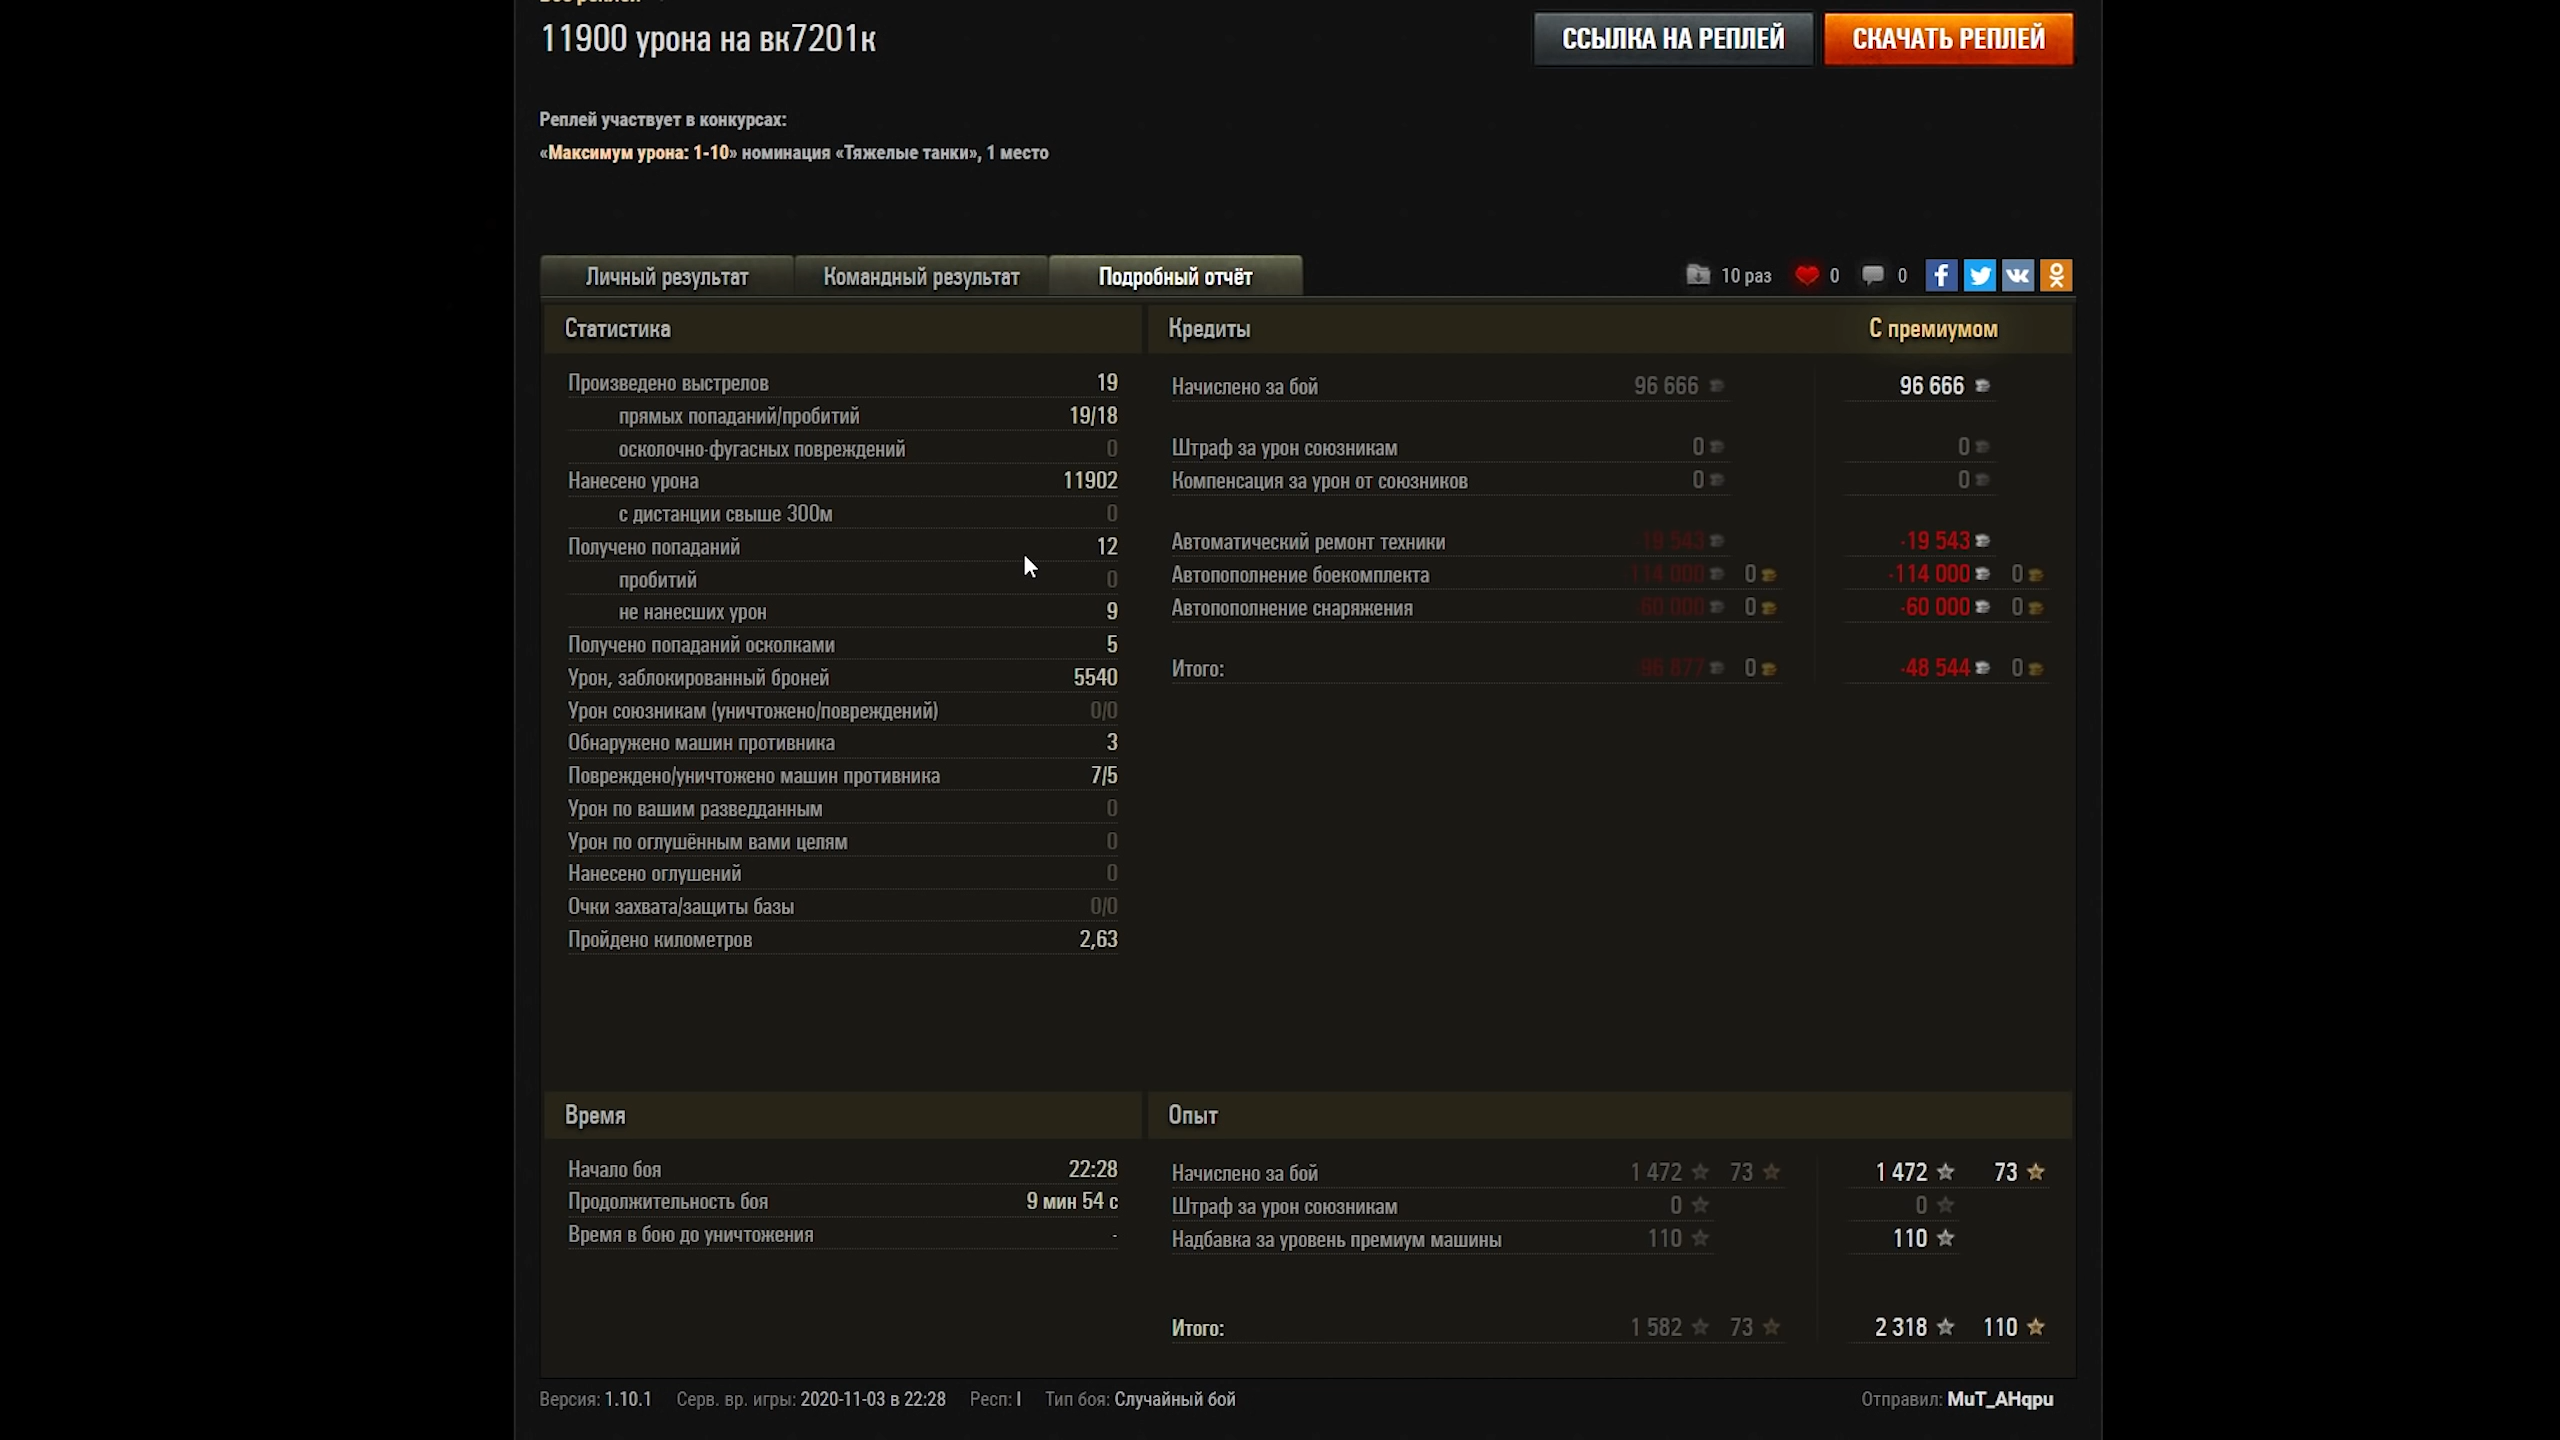 11900 урона на вк7201к
ССЫЛКА НА РЕПЛЕЙ
СКАЧАТЬ РЕПЛЕЙ
Реплей участвует в конкурсах:
«Максимум урона: 1-10» номинация «Тяжелые танки», 1 место
Личный результат
Командный результат
Подробный отчёт
10 раз
0
0
Статистика
Произведено выстрелов 19
прямых попаданий/пробитий 19/18
осколочно-фугасных повреждений 0
Нанесено урона 11902
с дистанции свыше 300м 0
Получено попаданий 12
пробитий 0
не нанесших урон 9
Получено попаданий осколками 5
Урон, заблокированный броней 5540
Урон союзникам (уничтожено/повреждений) 0/0
Обнаружено машин противника 3
Повреждено/уничтожено машин противника 7/5
Урон по вашим разведданным 0
Урон по оглушённым вами целям 0
Нанесено оглушений 0
Очки захвата/защиты базы 0/0
Пройдено километров 2,63
Кредиты С премиумом
Начислено за бой 96 666 96 666
Штраф за урон союзникам 0 0
Компенсация за урон от союзников 0 0
Автоматический ремонт техники -19 543 -19 543
Автопополнение боекомплекта -114 000 0 -114 000 0
Автопополнение снаряжения -60 000 0 -60 000 0
Итого: -96 877 0 -48 544 0
Время
Начало боя 22:28
Продолжительность боя 9 мин 54 с
Время в бою до уничтожения -
Опыт
Начислено за бой 1 472 73 1 472 73
Штраф за урон союзникам 0 0
Надбавка за уровень премиум машины 110 110
Итого: 1 582 73 2 318 110
Версия: 1.10.1 Серв. вр. игры: 2020-11-03 в 22:28 Респ: I Тип боя: Случайный бой
Отправил: MuT_AHqpu